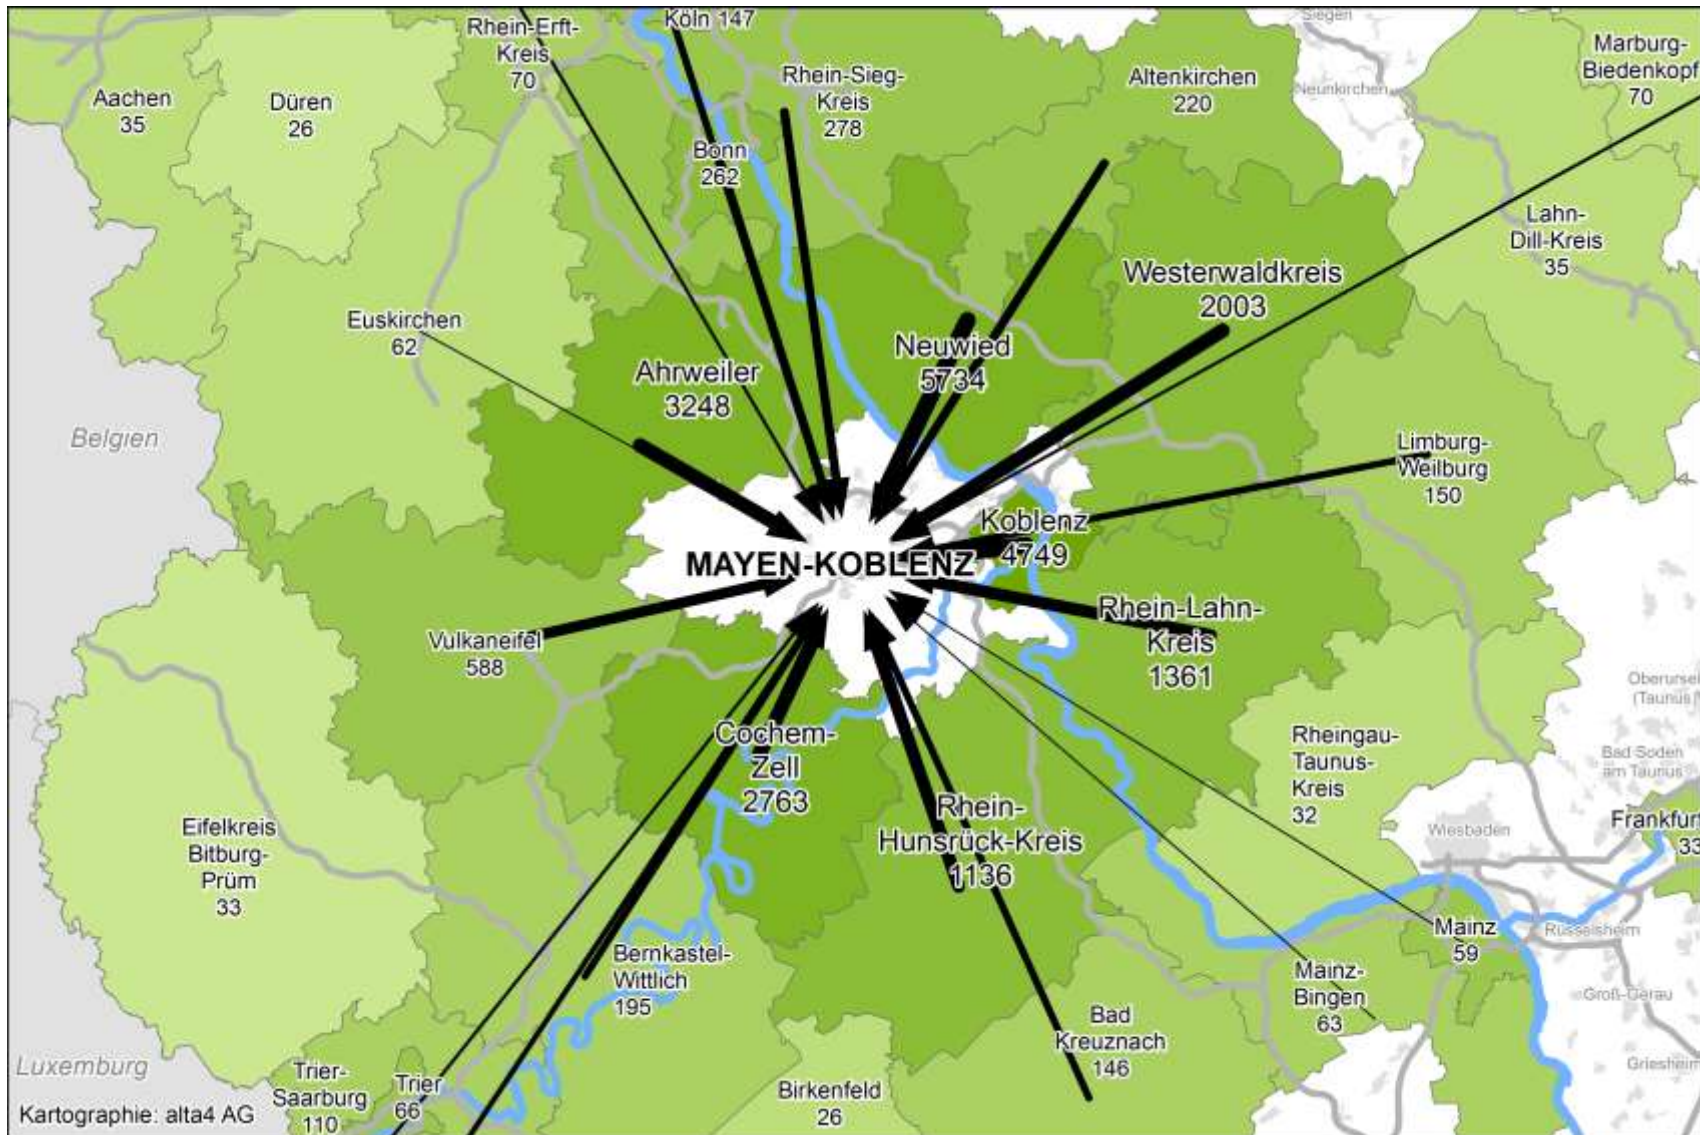 Siegen
Köln 147
Rhein-Erft-
Kreis
70
Marburg-
Biedenkopf
70
Rhein-Sieg-
Kreis
278
Altenkirchen
220
Neunkirchen
Aachen
35
Düren
26
Bonn
262
Lahn-
Dill-Kreis
35
Westerwaldkreis
2003
Euskirchen
62
Neuwied
5734
Ahrweiler
3248
Belgien
Limburg-
Weilburg
150
Koblenz
4749
MAYEN-KOBLENZ
Rhein-Lahn-
Kreis
1361
Vulkaneifel
588
Oberursel
(Taunus)
Cochem-
Zell
2763
Rheingau-
Taunus-
Kreis
32
Bad Soden
am Taunus
Rhein-
Hunsrück-Kreis
1136
Eifelkreis
Bitburg-
Prüm
33
Wiesbaden
Frankfurt
33
Mainz
59
Rüsselsheim
Bernkastel-
Wittlich
195
Mainz-
Bingen
63
Groß-Gerau
Bad
Kreuznach
146
Griesheim
Luxemburg
Trier-
Saarburg
110
Trier
66
Birkenfeld
26
Kartographie: alta4 AG